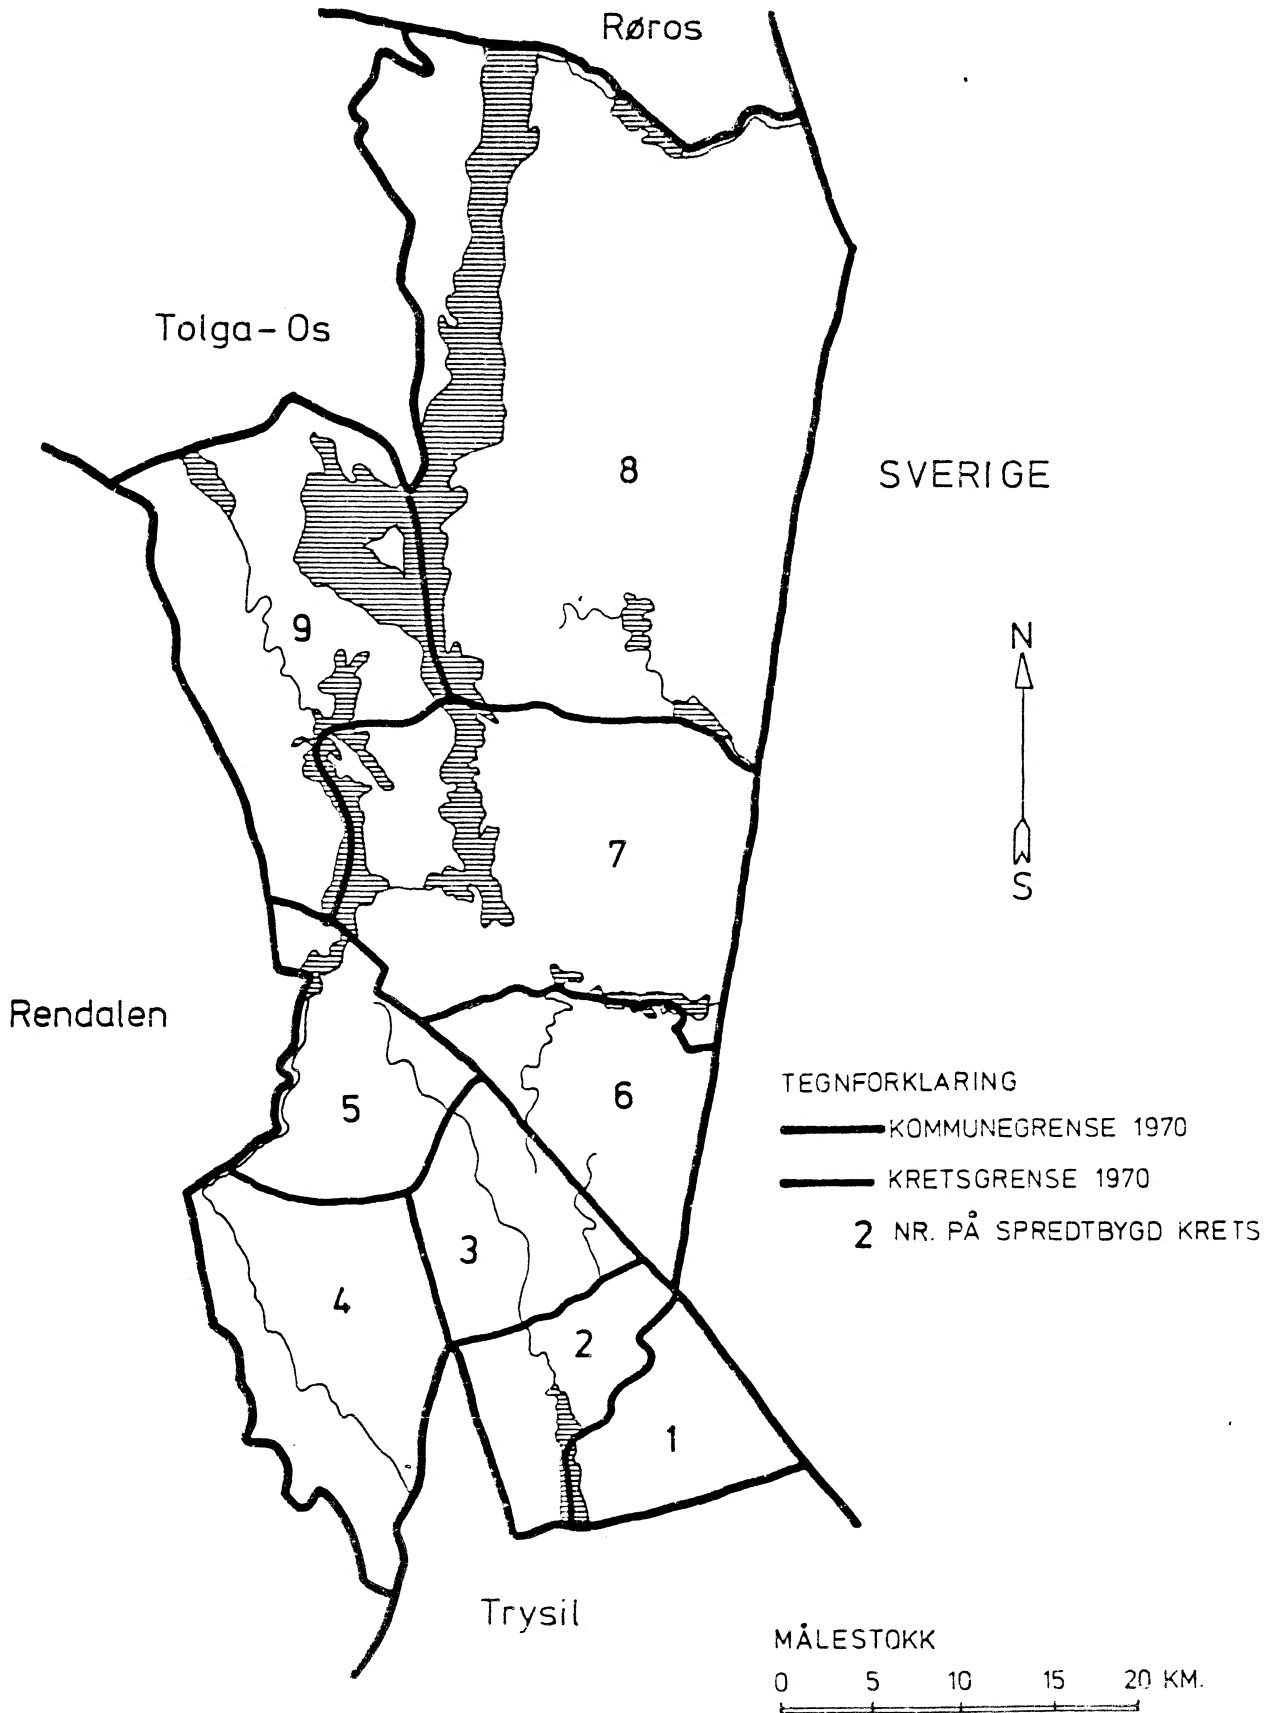 Røros
Tolga-Os
8
SVERIGE
9
N
7
S
Rendalen
5
6
TEGNFORKLARING
KOMMUNEGRENSE 1970
KRETSGRENSE 1970
2 NR. PÅ SPREDTBYGD KRETS
3
4
2
1
Trysil
MÅLESTOKK
0 5 10 15 20 KM.